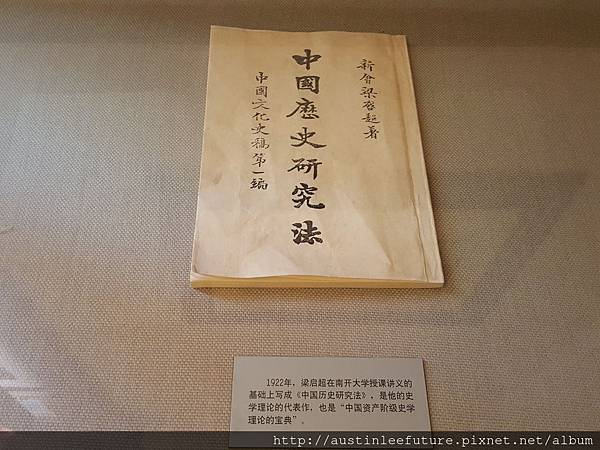 新會梁啓超著
中國歷史研究法
中國文化史稿第一編
1922年，梁启超在南开大学授课讲义的
基础上写成《中国历史研究法》，是他的史
学理论的代表作，也是“中国资产阶级史学
理论的宝典”。
http://austinleefuture.pixnet.net/album